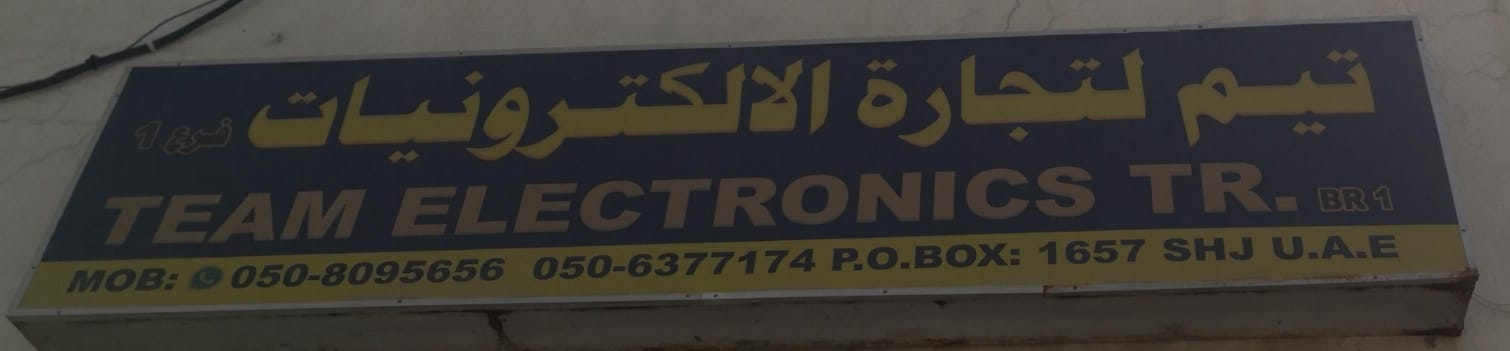 تيم لتجارة الالكترونيات فرع 1
TEAM ELECTRONICS TR. BR 1
MOB: 050-8095656 050-6377174 P.O.BOX: 1657 SHJ U.A.E